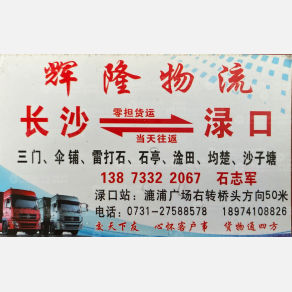 辉隆物流
长沙 零担货运 渌口
当天往返
三门、伞铺、雷打石、石亭、淦田、均楚、沙子塘
138 7332 2067 石志军
渌口站：漉浦广场右转桥头方向50米
电话：0731-27588578 18974108826
交天下友 心怀客户事 货物通四方